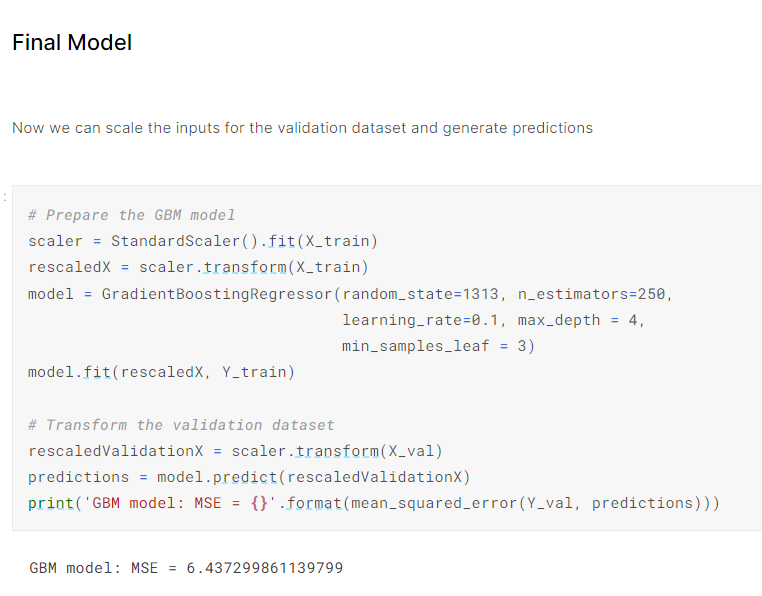 Final Model
Now we can scale the inputs for the validation dataset and generate predictions
:
# Prepare the GBM model
scaler = StandardScaler().fit(X_train)
rescaledX = scaler.transform(X_train)
model = GradientBoostingRegressor(random_state=1313, n_estimators=250,
                                  learning_rate=0.1, max_depth = 4,
                                  min_samples_leaf = 3)
model.fit(rescaledX, Y_train)
# Transform the validation dataset
rescaledValidationX = scaler.transform(X_val)
predictions = model.predict(rescaledValidationX)
print('GBM model: MSE = {}'.format(mean_squared_error(Y_val, predictions)))
GBM model: MSE = 6.437299861139799